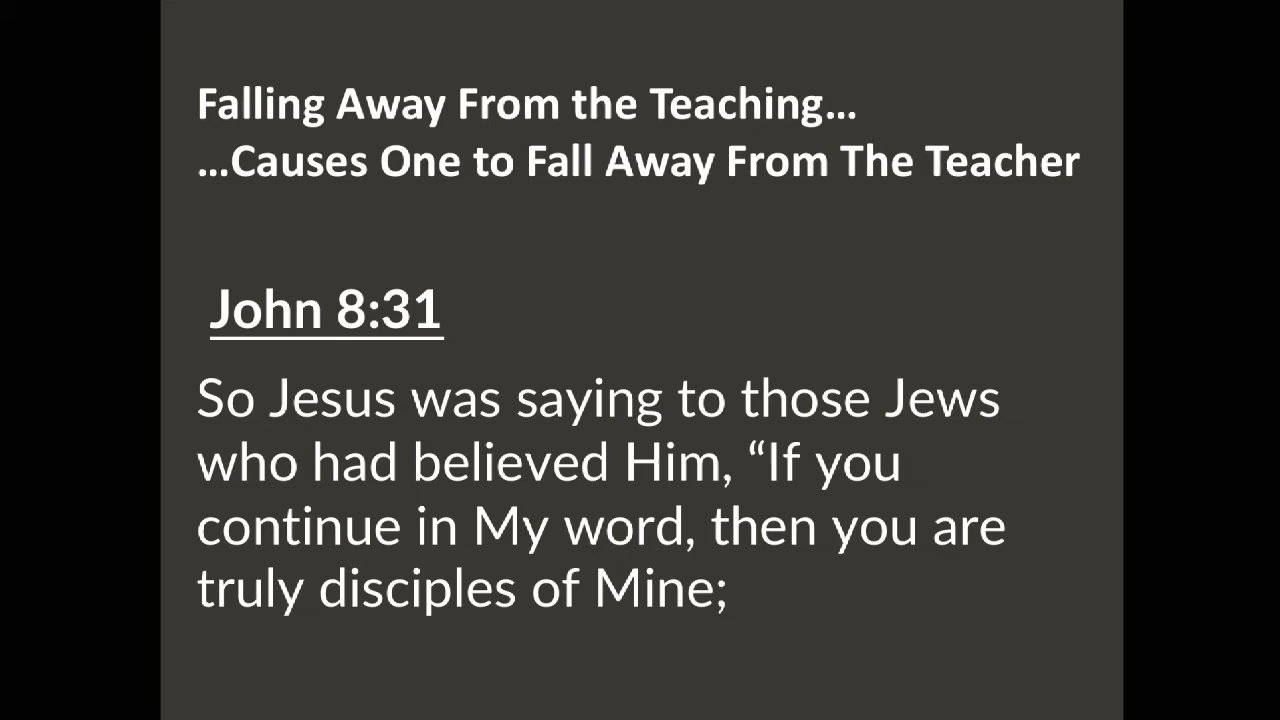 Falling Away From the Teaching…
…Causes One to Fall Away From The Teacher
John 8:31
So Jesus was saying to those Jews
who had believed Him, “If you
continue in My word, then you are
truly disciples of Mine;